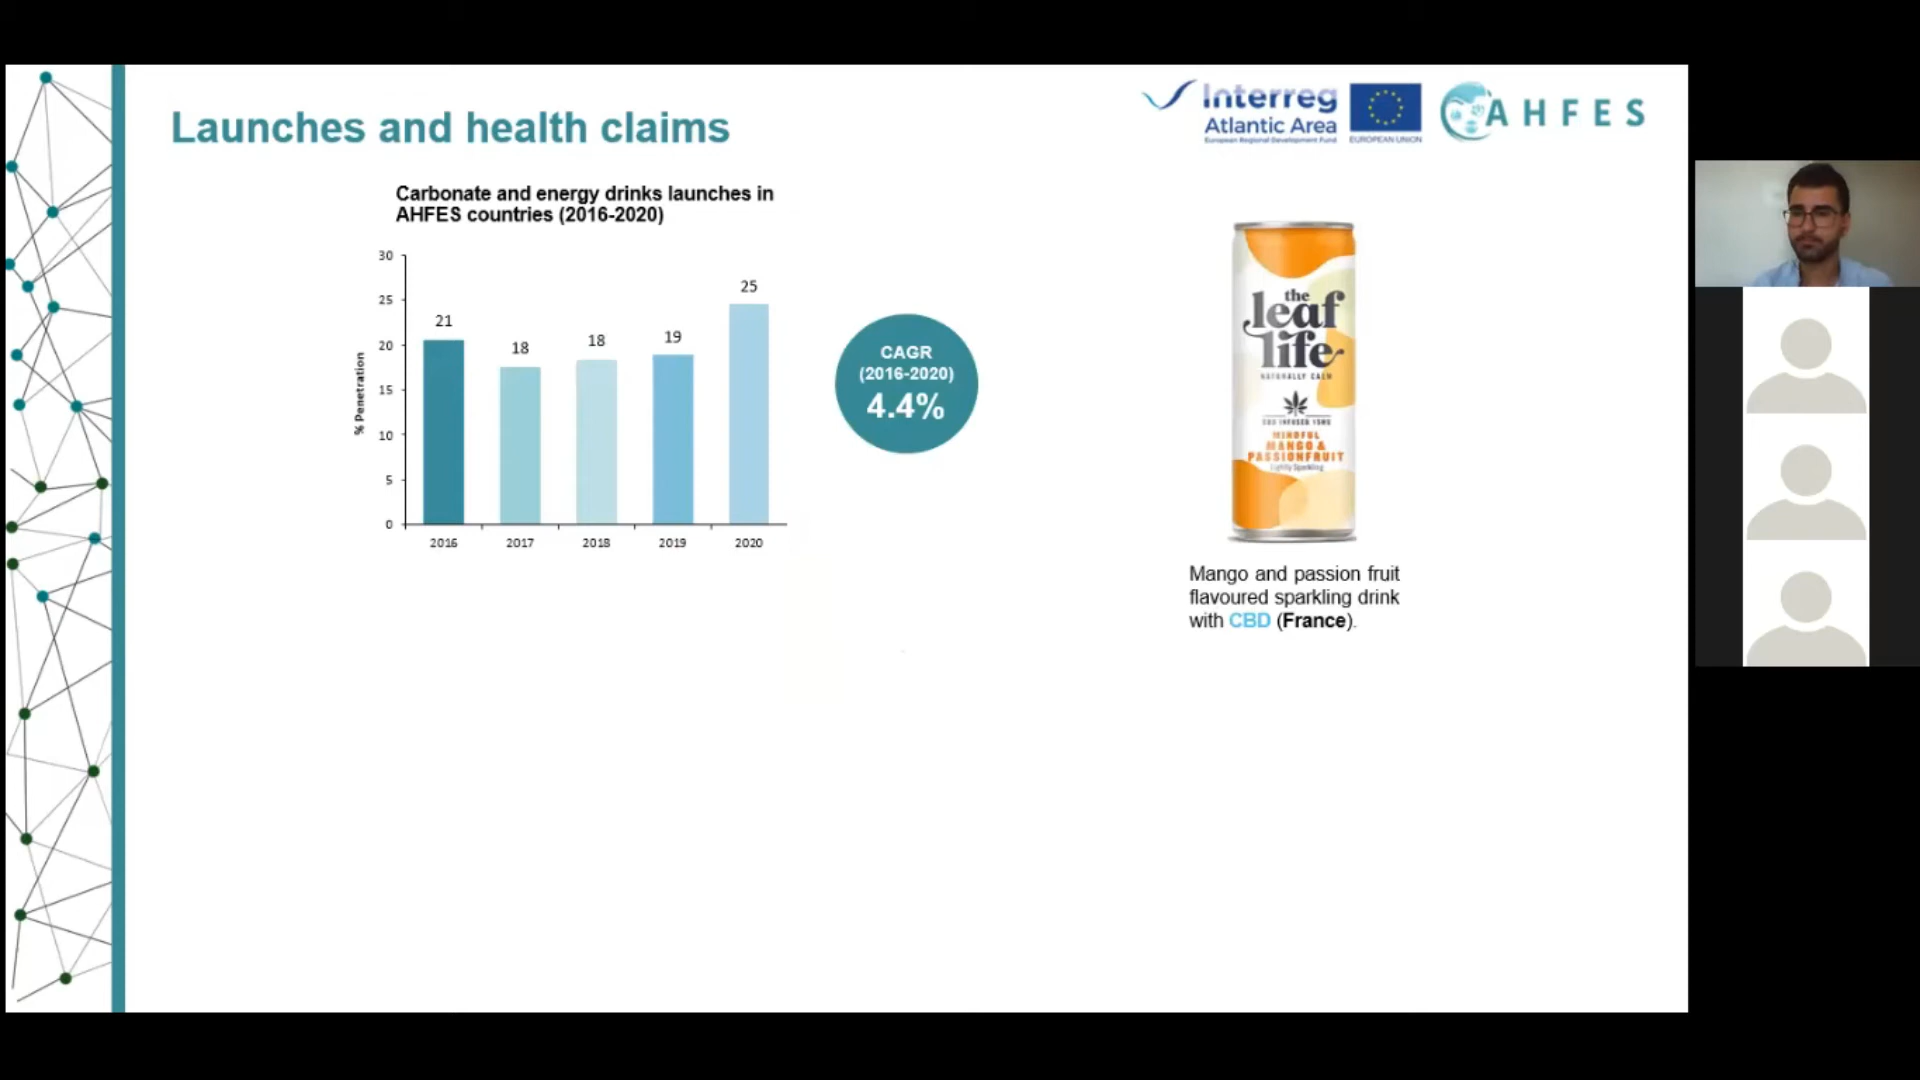 Launches and health claims
Interreg
Atlantic Area
European Regional Development Fund
EUROPEAN UNION
AHFES
Carbonate and energy drinks launches in
AHFES countries (2016-2020)
% Penetration
30
25
20
15
10
5
0
21
18
18
19
25
2016
2017
2018
2019
2020
CAGR
(2016-2020)
4.4%
the
leaf
life
NATURALLY CALM
CBD INFUSED 15MG
MINDFUL
MANGO &
PASSIONFRUIT
Lightly Sparkling
Mango and passion fruit
flavoured sparkling drink
with CBD (France).